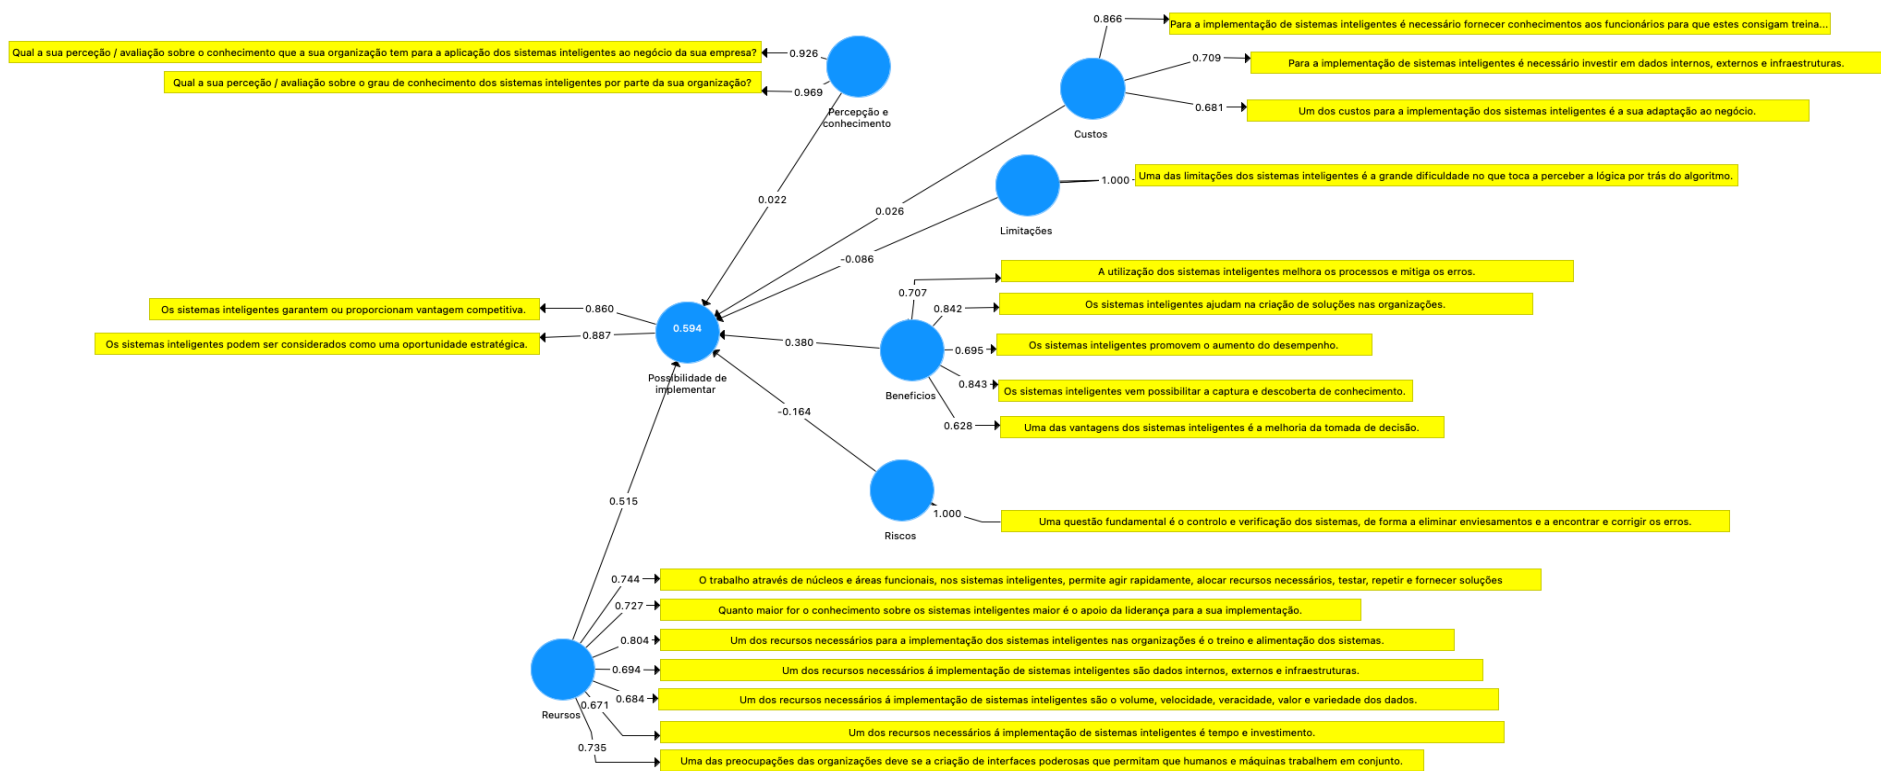 0.866
Para a implementação de sistemas inteligentes é necessário fornecer conhecimentos aos funcionários para que estes consigam treina...
Qual a sua perceção / avaliação sobre o conhecimento que a sua organização tem para a aplicação dos sistemas inteligentes ao negócio da sua empresa?
0.926
0.709
Para a implementação de sistemas inteligentes é necessário investir em dados internos, externos e infraestruturas.
Qual a sua perceção / avaliação sobre o grau de conhecimento dos sistemas inteligentes por parte da sua organização?
0.969
0.681
Um dos custos para a implementação dos sistemas inteligentes é a sua adaptação ao negócio.
Percepção e
conhecimento
Custos
1.000
Uma das limitações dos sistemas inteligentes é a grande dificuldade no que toca a perceber a lógica por trás do algoritmo.
0.022
0.026
Limitações
-0.086
A utilização dos sistemas inteligentes melhora os processos e mitiga os erros.
0.707
Os sistemas inteligentes ajudam na criação de soluções nas organizações.
0.842
Os sistemas inteligentes garantem ou proporcionam vantagem competitiva.
0.860
0.594
Os sistemas inteligentes podem ser considerados como uma oportunidade estratégica.
0.887
0.380
0.695
Os sistemas inteligentes promovem o aumento do desempenho.
Possibilidade de
implementar
0.843
Os sistemas inteligentes vem possibilitar a captura e descoberta de conhecimento.
Beneficios
-0.164
0.628
Uma das vantagens dos sistemas inteligentes é a melhoria da tomada de decisão.
0.515
1.000
Uma questão fundamental é o controlo e verificação dos sistemas, de forma a eliminar enviesamentos e a encontrar e corrigir os erros.
Riscos
0.744
O trabalho através de núcleos e áreas funcionais, nos sistemas inteligentes, permite agir rapidamente, alocar recursos necessários, testar, repetir e fornecer soluções
0.727
Quanto maior for o conhecimento sobre os sistemas inteligentes maior é o apoio da liderança para a sua implementação.
0.804
Um dos recursos necessários para a implementação dos sistemas inteligentes nas organizações é o treino e alimentação dos sistemas.
0.694
Um dos recursos necessários á implementação de sistemas inteligentes são dados internos, externos e infraestruturas.
0.684
Um dos recursos necessários á implementação de sistemas inteligentes são o volume, velocidade, veracidade, valor e variedade dos dados.
Reursos
0.671
Um dos recursos necessários á implementação de sistemas inteligentes é tempo e investimento.
0.735
Uma das preocupações das organizações deve se a criação de interfaces poderosas que permitam que humanos e máquinas trabalhem em conjunto.